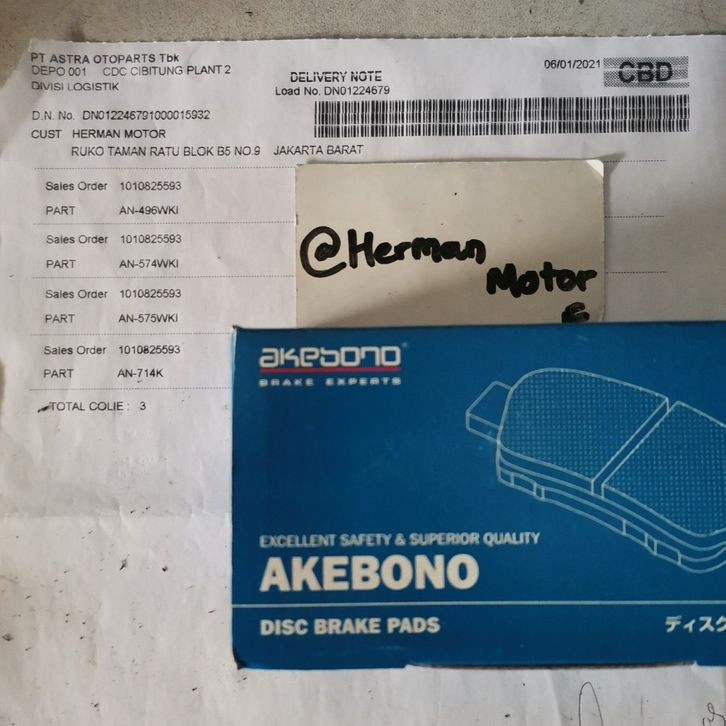 PT ASTRA OTOPARTS Tbk
DEPO 001 CDC CIBITUNG PLANT 2
DIVISI LOGISTIK
DELIVERY NOTE
Load No. DN01224679
06/01/2021 CBD
D.N. No. DN012246791000015932
CUST HERMAN MOTOR
RUKO TAMAN RATU BLOK B5 NO.9 JAKARTA BARAT
Sales Order 1010825593
PART AN-496WKI
Sales Order 1010825593
PART AN-574WKI
Sales Order 1010825593
PART AN-575WKI
Sales Order 1010825593
PART AN-714K
TOTAL COLIE : 3
@Herman
Motor
akebono
BRAKE EXPERTS
EXCELLENT SAFETY & SUPERIOR QUALITY
AKEBONO
DISC BRAKE PADS
ディスク